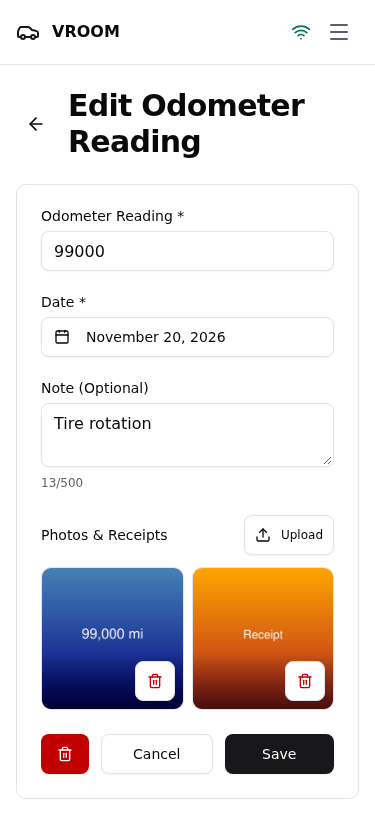 VROOM
Edit Odometer
Reading
Odometer Reading *
99000
Date *
November 20, 2026
Note (Optional)
Tire rotation
13/500
Photos & Receipts
Upload
99,000 mi
Receipt
Cancel
Save